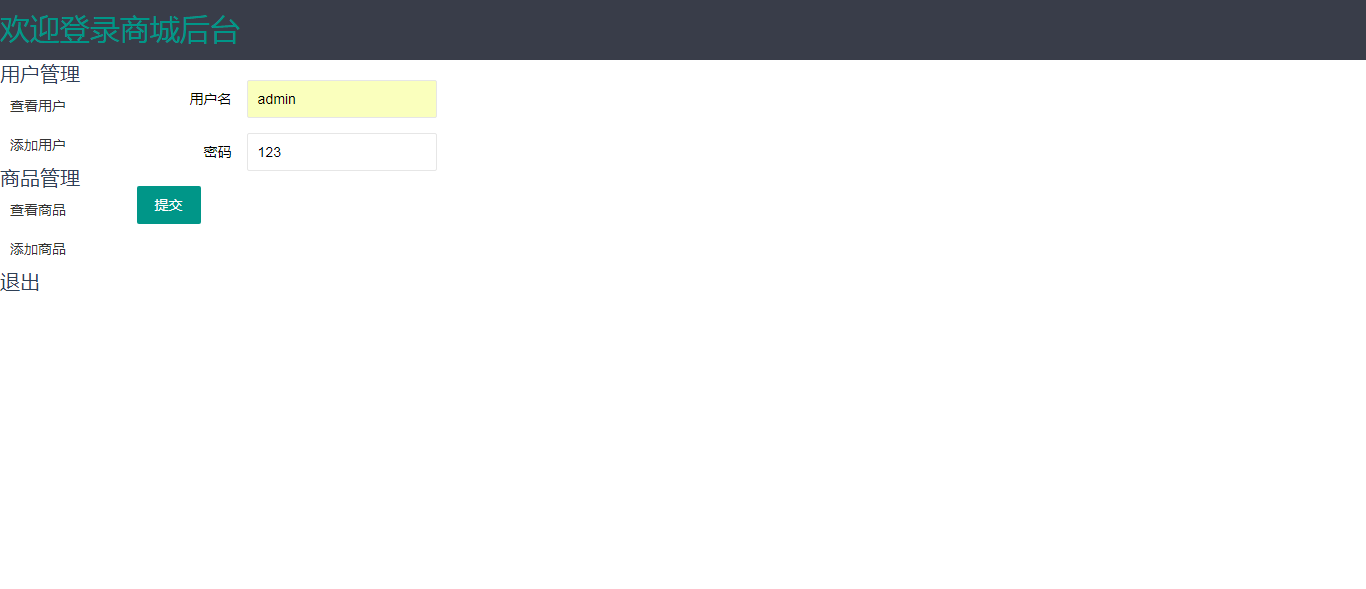 欢迎登录商城后台
用户管理
查看用户
添加用户
商品管理
查看商品
添加商品
退出
用户名 admin
密码 123
提交